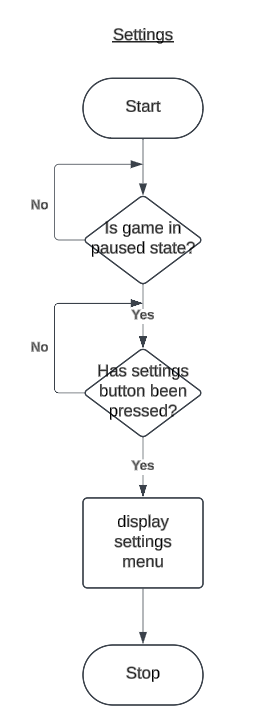 Settings
Start
No
Is game in
paused state?
Yes
No
Has settings
button been
pressed?
Yes
display
settings
menu
Stop